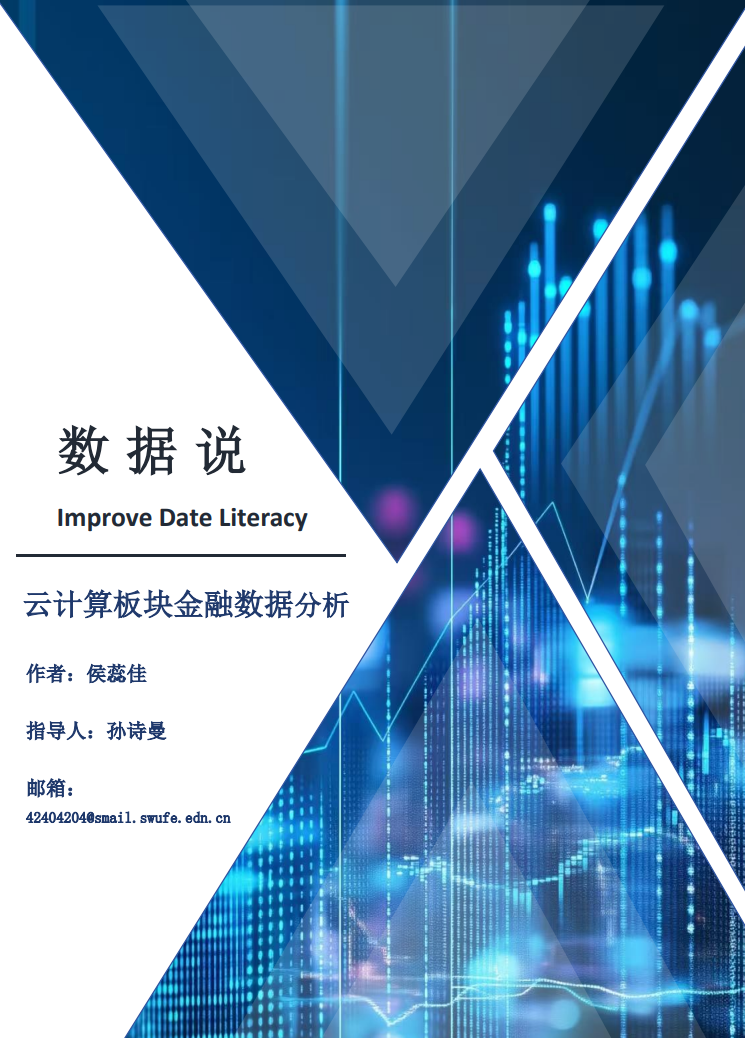 数据说
Improve Date Literacy
云计算板块金融数据分析
作者：侯蕊佳
指导人：孙诗曼
邮箱：
42404204@smail.swufe.edn.cn